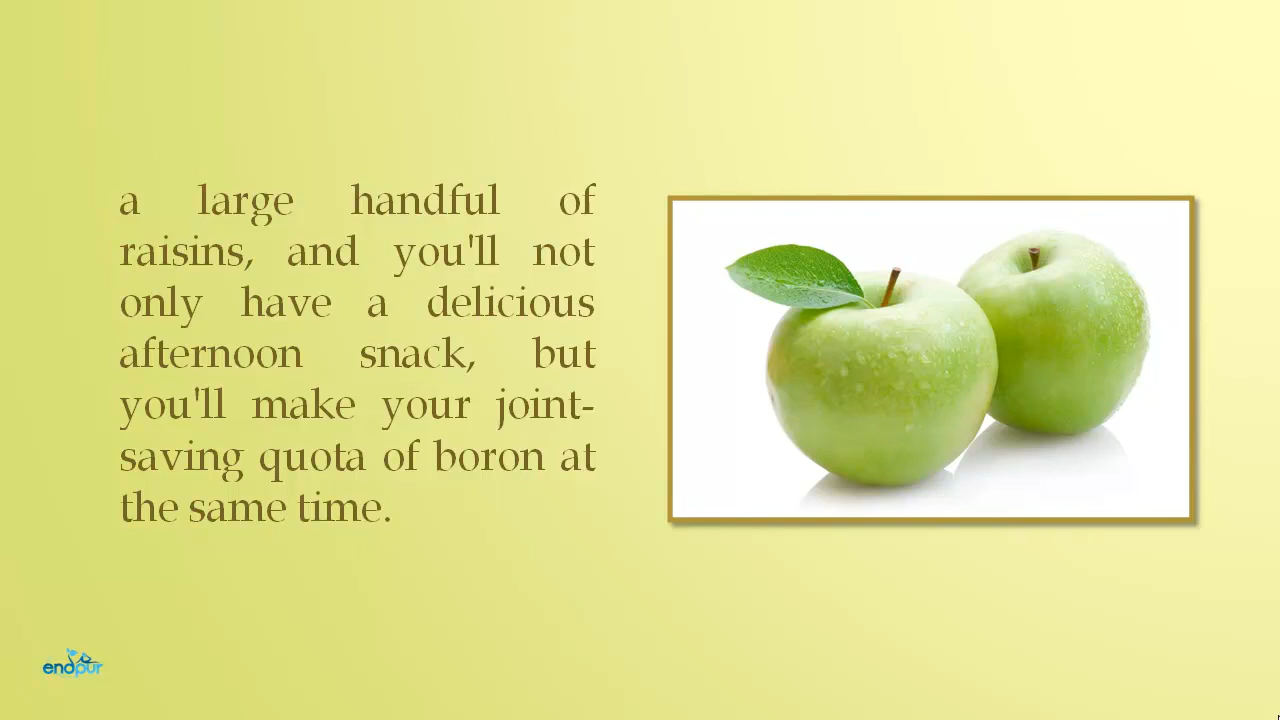 a large handful of
raisins, and you'll not
only have a delicious
afternoon snack, but
you'll make your joint-
saving quota of boron at
the same time.
endpur